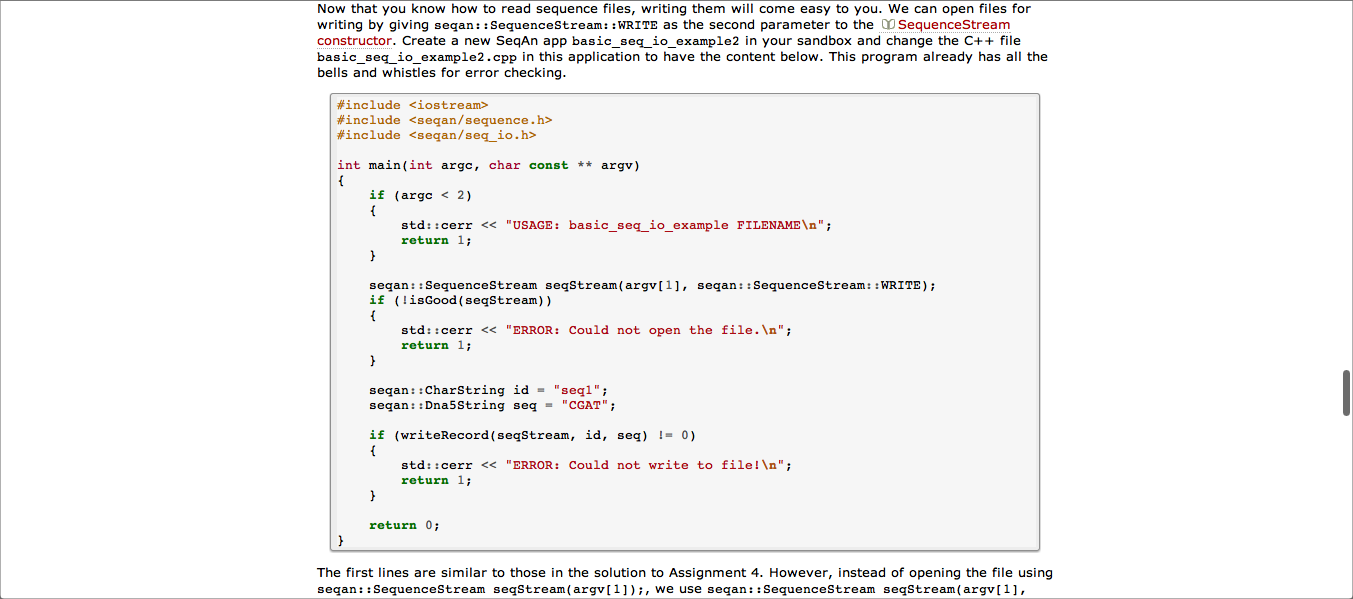 Now that you know how to read sequence files, writing them will come easy to you. We can open files for
writing by giving seqan::SequenceStream::WRITE as the second parameter to the SequenceStream
constructor. Create a new SeqAn app basic_seq_io_example2 in your sandbox and change the C++ file
basic_seq_io_example2.cpp in this application to have the content below. This program already has all the
bells and whistles for error checking.
#include <iostream>
#include <seqan/sequence.h>
#include <seqan/seq_io.h>
int main(int argc, char const ** argv)
{
if (argc < 2)
{
std::cerr << "USAGE: basic_seq_io_example FILENAME\n";
return 1;
}
seqan::SequenceStream seqStream(argv[1], seqan::SequenceStream::WRITE);
if (!isGood(seqStream))
{
std::cerr << "ERROR: Could not open the file.\n";
return 1;
}
seqan::CharString id = "seq1";
seqan::Dna5String seq = "CGAT";
if (writeRecord(seqStream, id, seq) != 0)
{
std::cerr << "ERROR: Could not write to file!\n";
return 1;
}
return 0;
}
The first lines are similar to those in the solution to Assignment 4. However, instead of opening the file using
seqan::SequenceStream seqStream(argv[1]);, we use seqan::SequenceStream seqStream(argv[1],